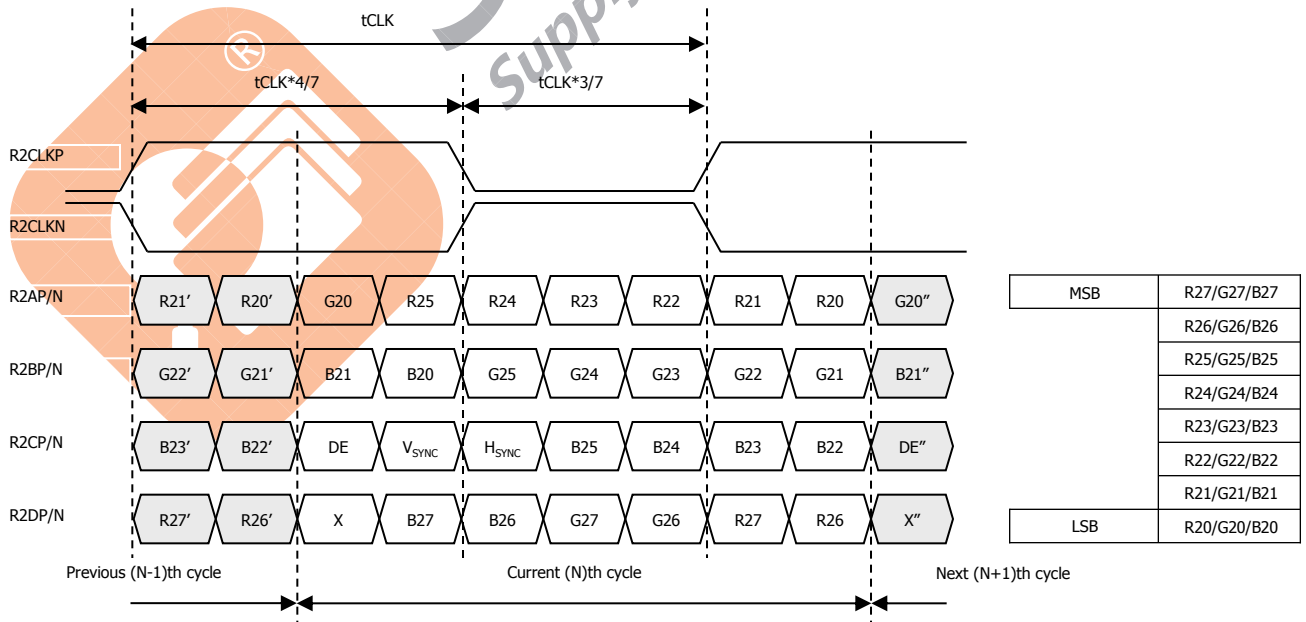 tCLK
Supply
®
tCLK*4/7 tCLK*3/7
R2CLKP
R2CLKN
R2AP/N R21' R20' G20 R25 R24 R23 R22 R21 R20 G20"
R2BP/N G22' G21' B21 B20 G25 G24 G23 G22 G21 B21"
R2CP/N B23' B22' DE VSYNC HSYNC B25 B24 B23 B22 DE"
R2DP/N R27' R26' X B27 B26 G27 G26 R27 R26 X"
MSB R27/G27/B27
R26/G26/B26
R25/G25/B25
R24/G24/B24
R23/G23/B23
R22/G22/B22
R21/G21/B21
LSB R20/G20/B20
Previous (N-1)th cycle Current (N)th cycle Next (N+1)th cycle